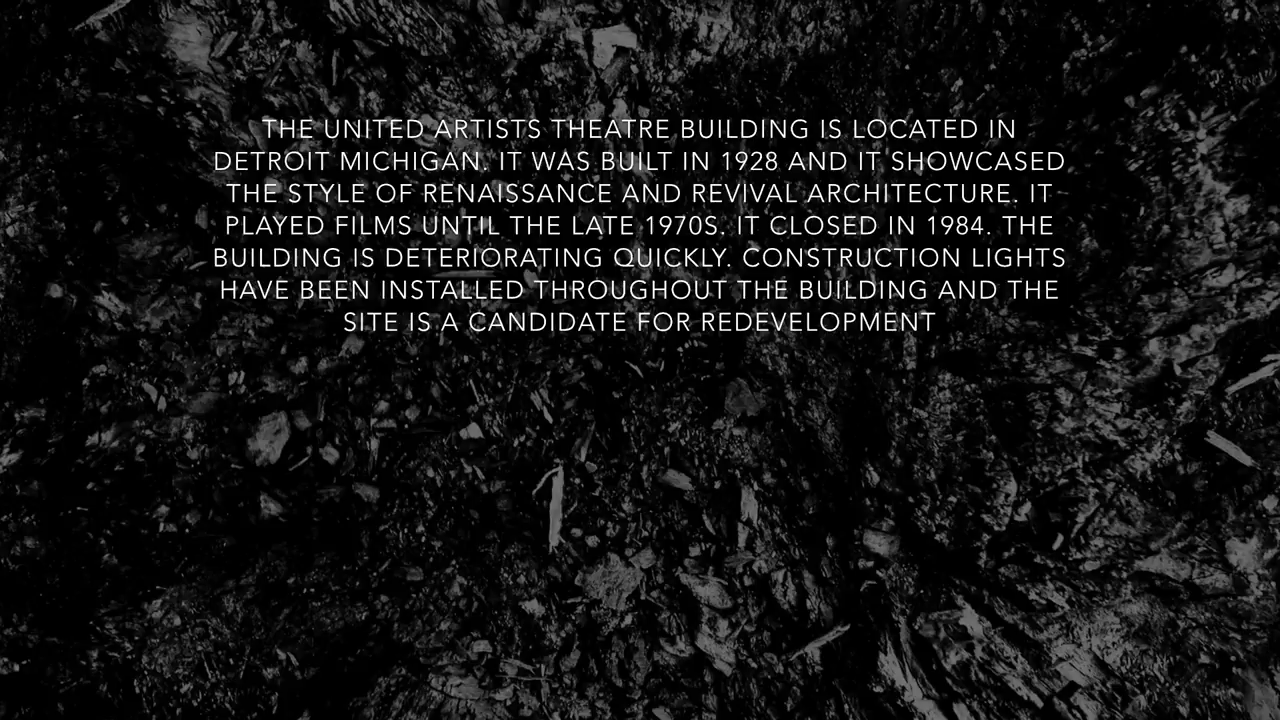 THE UNITED ARTISTS THEATRE BUILDING IS LOCATED IN
DETROIT MICHIGAN. IT WAS BUILT IN 1928 AND IT SHOWCASED
THE STYLE OF RENAISSANCE AND REVIVAL ARCHITECTURE. IT
PLAYED FILMS UNTIL THE LATE 1970S. IT CLOSED IN 1984. THE
BUILDING IS DETERIORATING QUICKLY. CONSTRUCTION LIGHTS
HAVE BEEN INSTALLED THROUGHOUT THE BUILDING AND THE
SITE IS A CANDIDATE FOR REDEVELOPMENT